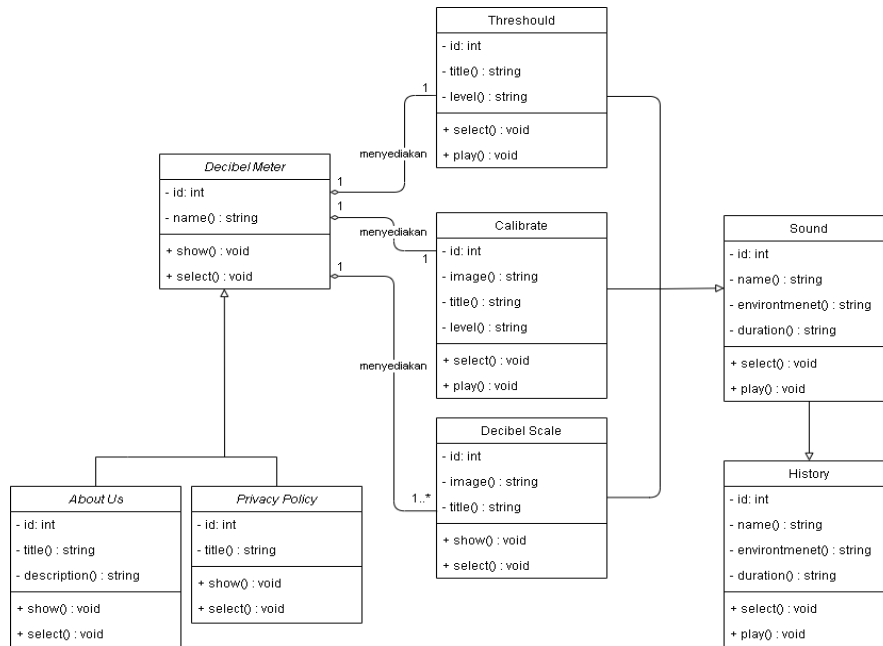 Threshould
- id: int
- title() : string
- level() : string
+ select() : void
+ play() : void
1
menyediakan
Decibel Meter
- id: int
- name() : string
+ show() : void
+ select() : void
1
1
1
menyediakan
1
Calibrate
- id: int
- image() : string
- title() : string
- level() : string
+ select() : void
+ play() : void
menyediakan
1..*
Decibel Scale
- id: int
- image() : string
- title() : string
+ show() : void
+ select() : void
Sound
- id: int
- name() : string
- environtmenet() : string
- duration() : string
+ select() : void
+ play() : void
About Us
- id: int
- title() : string
- description() : string
+ show() : void
+ select() : void
Privacy Policy
- id: int
- title() : string
+ show() : void
+ select() : void
History
- id: int
- name() : string
- environtmenet() : string
- duration() : string
+ select() : void
+ play() : void